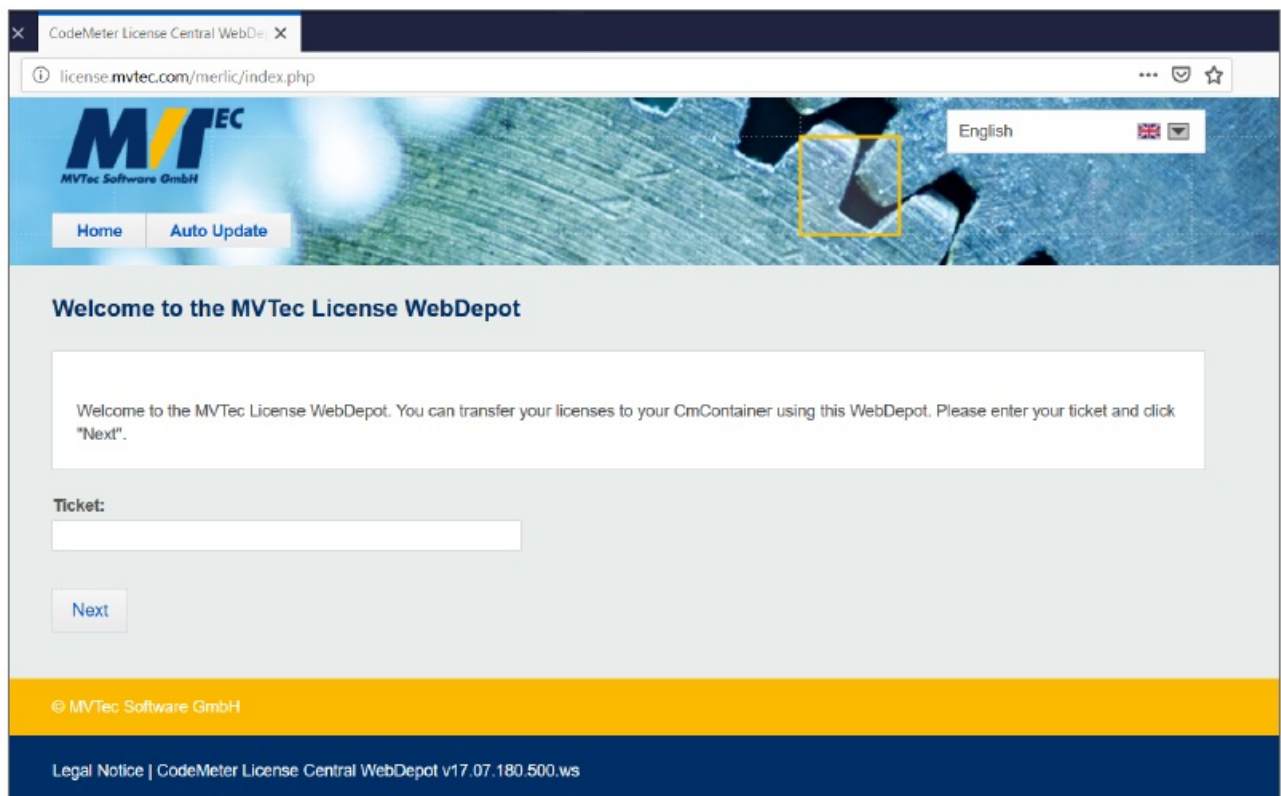 CodeMeter License Central WebDep
license.mvtec.com/merlic/index.php
MVTEC
MVTec Software GmbH
English
Home Auto Update
Welcome to the MVTec License WebDepot
Welcome to the MVTec License WebDepot. You can transfer your licenses to your CmContainer using this WebDepot. Please enter your ticket and click
"Next".
Ticket:
Next
© MVTec Software GmbH
Legal Notice | CodeMeter License Central WebDepot v17.07.180.500.ws